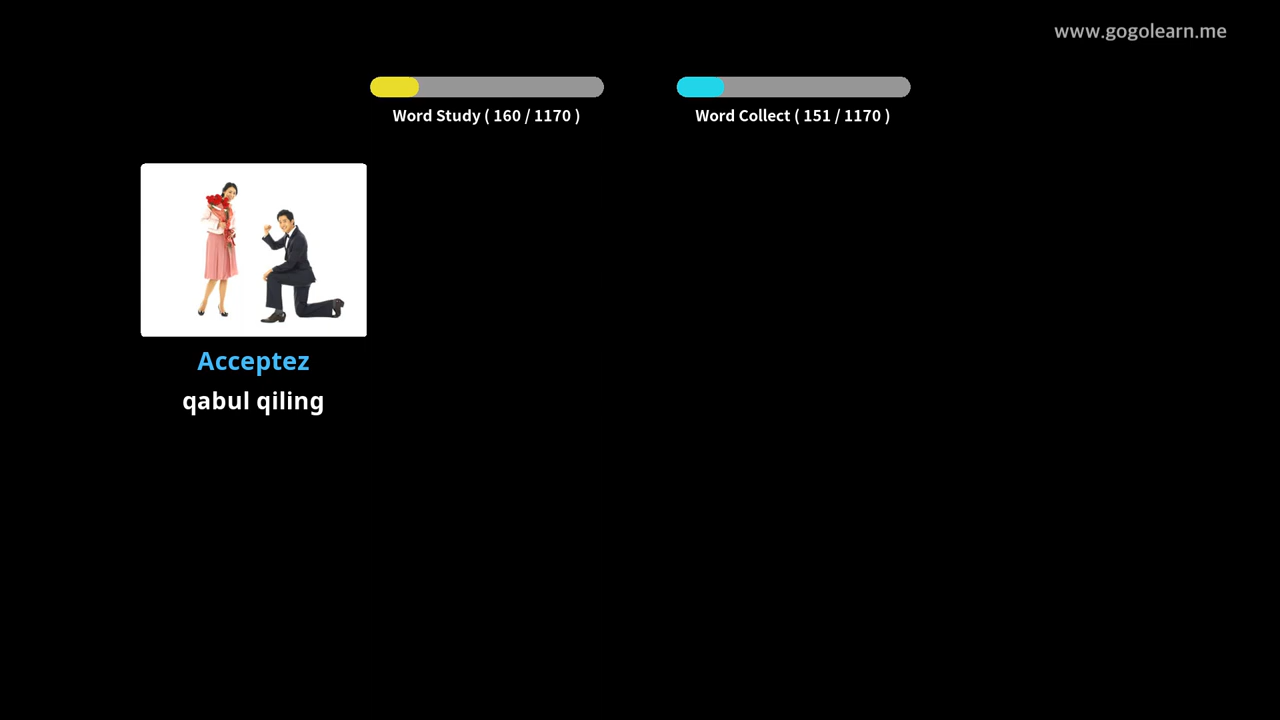 www.gogolearn.me
Word Study ( 160 / 1170 )
Word Collect ( 151 / 1170 )
Acceptez
qabul qiling